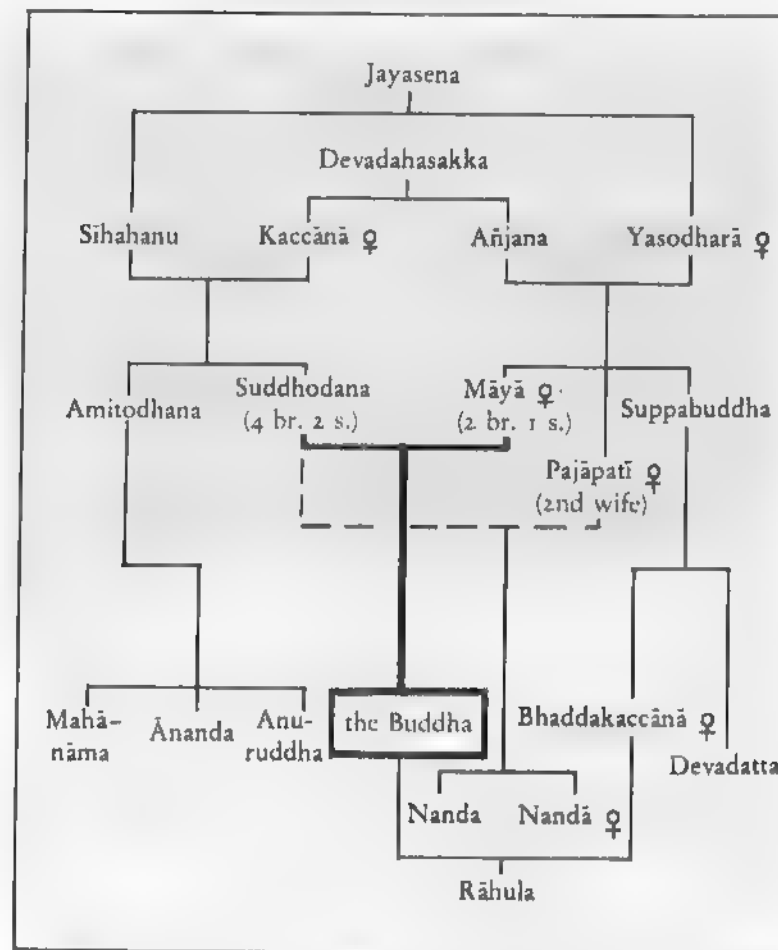 Jayasena
Devadahasakka
Sīhahanu Kaccānā ♀ Añjana Yasodharā ♀
Amitodhana
Suddhodana
(4 br. 2 s.)
Māyā ♀
(2 br. 1 s.)
Suppabuddha
Pajāpatī ♀
(2nd wife)
Mahā-
nāma
Ānanda
Anu-
ruddha
the Buddha
Bhaddakaccānā ♀
Devadatta
Nanda Nandā ♀
Rāhula